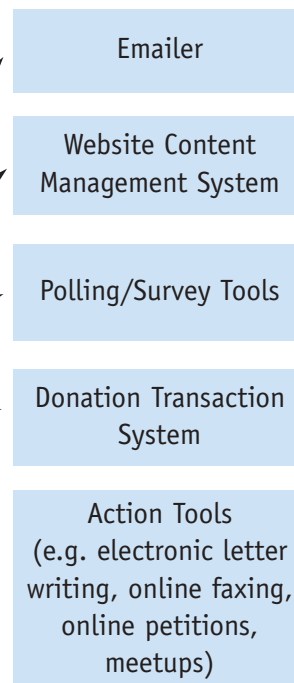 Emailer
Website Content
Management System
Polling/Survey Tools
Donation Transaction
System
Action Tools
(e.g. electronic letter
writing, online faxing,
online petitions,
meetups)